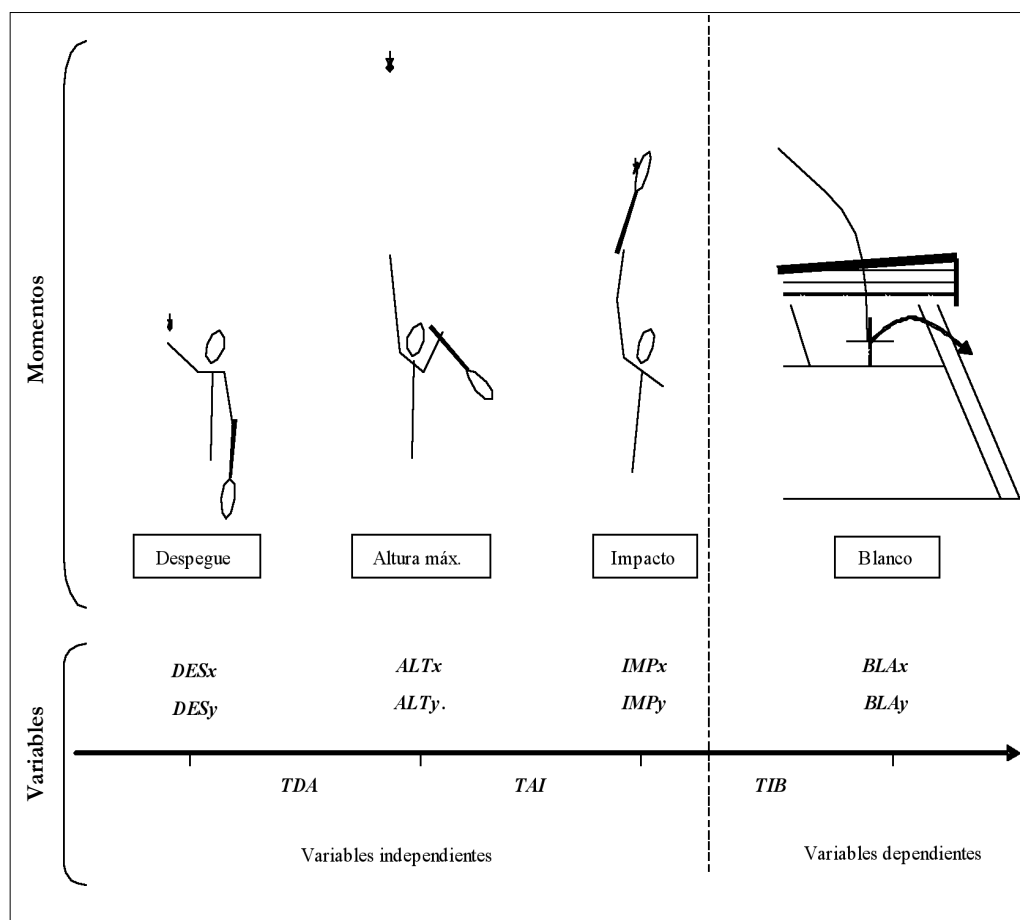 Momentos
Despegue
Altura máx.
Impacto
Blanco
Variables
DESx
ALTx
IMPx
BLAx
DESy
ALTy.
IMPy
BLAy
TDA
TAI
TIB
Variables independientes
Variables dependientes